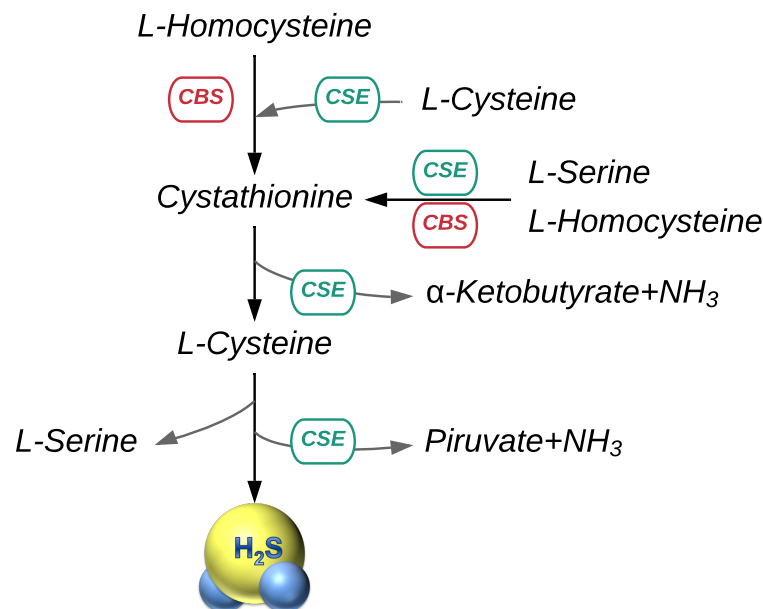 L-Homocysteine
CBS
CSE
L-Cysteine
CSE
L-Serine
Cystathionine
CBS
L-Homocysteine
CSE
α-Ketobutyrate+NH₃
L-Cysteine
L-Serine
CSE
Piruvate+NH₃
H₂S